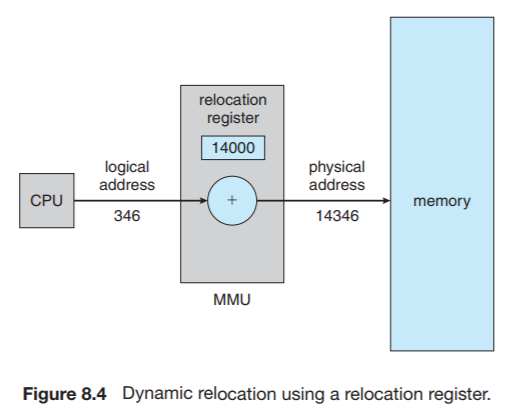 relocation
register
14000
logical
address
346
CPU
+
physical
address
14346
memory
MMU
Figure 8.4 Dynamic relocation using a relocation register.